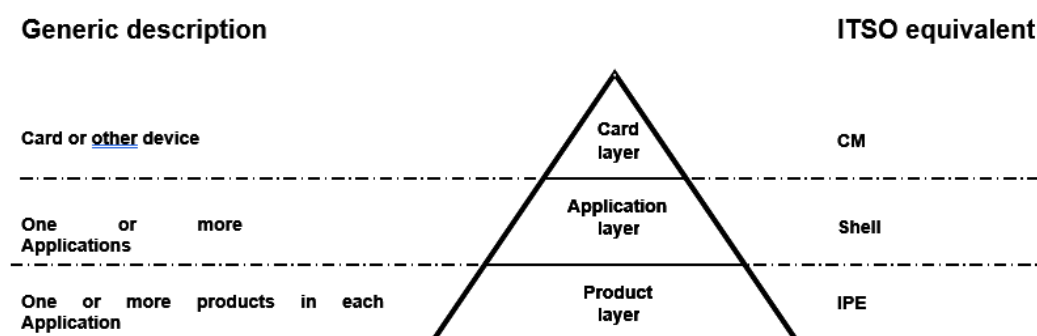 Generic description
ITSO equivalent
Card or other device
Card
layer
CM
One or more
Applications
Application
layer
Shell
One or more products in each
Application
Product
layer
IPE